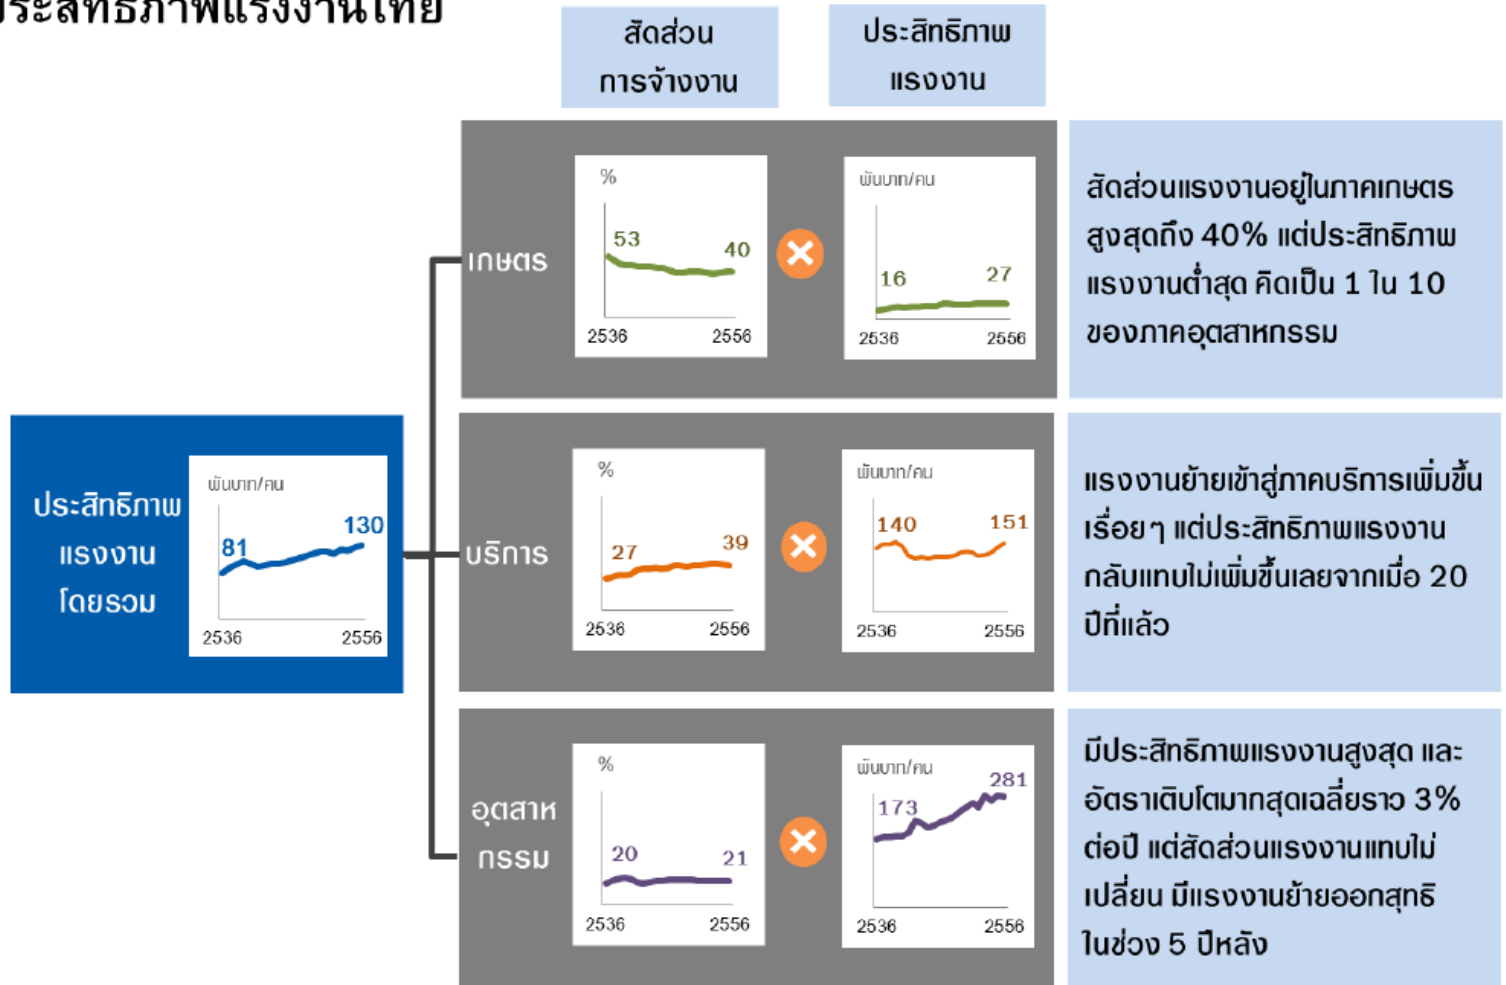 ประสิทธิภาพแรงงานไทย
สัดส่วน
การจ้างงาน
ประสิทธิภาพ
แรงงาน
เกษตร
%
53
40
2536
2556
พันบาท/คน
16
27
2536
2556
สัดส่วนแรงงานอยู่ในภาคเกษตร
สูงสุดถึง 40% แต่ประสิทธิภาพ
แรงงานต่ำสุด คิดเป็น 1 ใน 10
ของภาคอุตสาหกรรม
ประสิทธิภาพ
แรงงาน
โดยรวม
พันบาท/คน
81
130
2536
2556
บริการ
%
27
39
2536
2556
พันบาท/คน
140
151
2536
2556
แรงงานย้ายเข้าสู่ภาคบริการเพิ่มขึ้น
เรื่อยๆ แต่ประสิทธิภาพแรงงาน
กลับแทบไม่เพิ่มขึ้นเลยจากเมื่อ 20
ปีที่แล้ว
อุตสาห
กรรม
%
20
21
2536
2556
พันบาท/คน
173
281
2536
2556
มีประสิทธิภาพแรงงานสูงสุด และ
อัตราเติบโตมากสุดเฉลี่ยราว 3%
ต่อปี แต่สัดส่วนแรงงานแทบไม่
เปลี่ยน มีแรงงานย้ายออกสุทธิ
ในช่วง 5 ปีหลัง